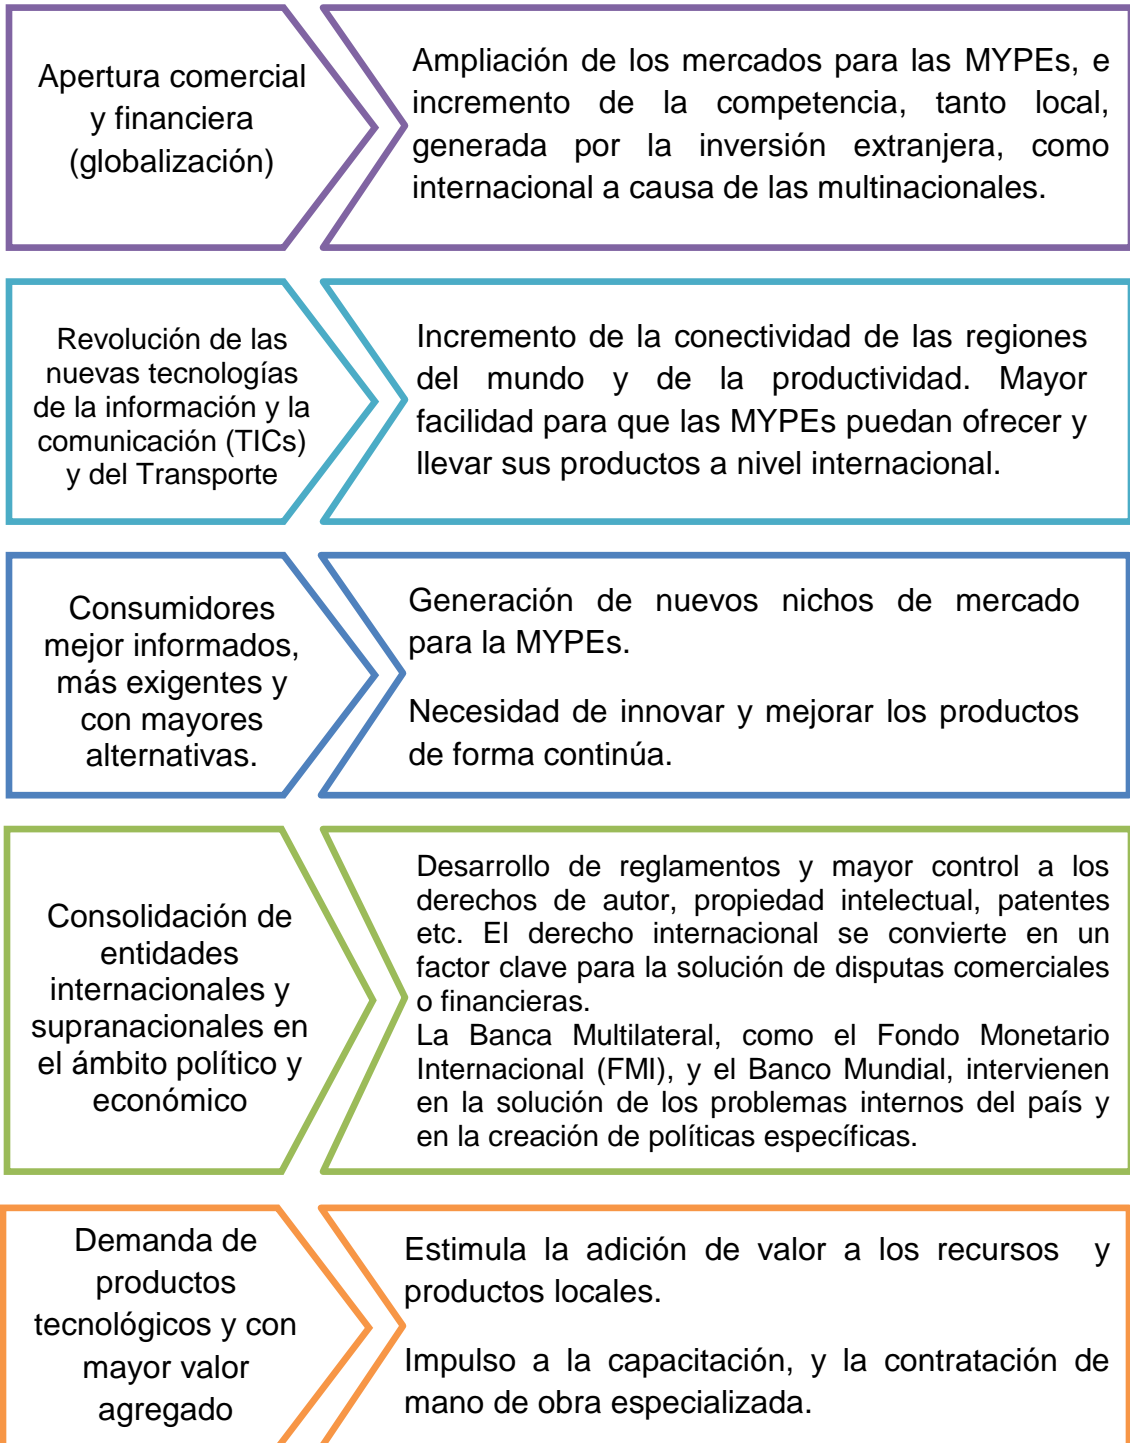 Apertura comercial
y financiera
(globalización)
Ampliación de los mercados para las MYPEs, e
incremento de la competencia, tanto local,
generada por la inversión extranjera, como
internacional a causa de las multinacionales.
Revolución de las
nuevas tecnologías
de la información y la
comunicación (TICs)
y del Transporte
Incremento de la conectividad de las regiones
del mundo y de la productividad. Mayor
facilidad para que las MYPEs puedan ofrecer y
llevar sus productos a nivel internacional.
Consumidores
mejor informados,
más exigentes y
con mayores
alternativas.
Generación de nuevos nichos de mercado
para la MYPEs.
Necesidad de innovar y mejorar los productos
de forma continúa.
Consolidación de
entidades
internacionales y
supranacionales en
el ámbito político y
económico
Desarrollo de reglamentos y mayor control a los
derechos de autor, propiedad intelectual, patentes
etc. El derecho internacional se convierte en un
factor clave para la solución de disputas comerciales
o financieras.
La Banca Multilateral, como el Fondo Monetario
Internacional (FMI), y el Banco Mundial, intervienen
en la solución de los problemas internos del país y
en la creación de políticas específicas.
Demanda de
productos
tecnológicos y con
mayor valor
agregado
Estimula la adición de valor a los recursos y
productos locales.
Impulso a la capacitación, y la contratación de
mano de obra especializada.